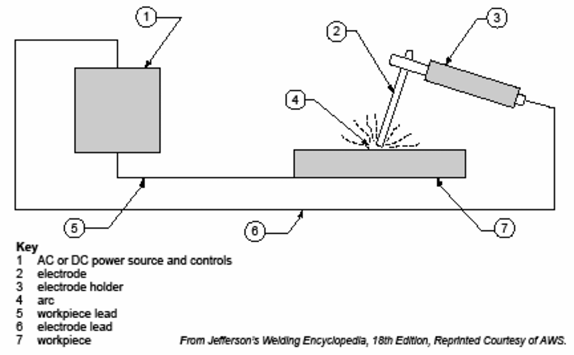 1
2
3
4
5
6
7
Key
1 AC or DC power source and controls
2 electrode
3 electrode holder
4 arc
5 workpiece lead
6 electrode lead
7 workpiece
From Jefferson's Welding Encyclopedia, 18th Edition, Reprinted Courtesy of AWS.